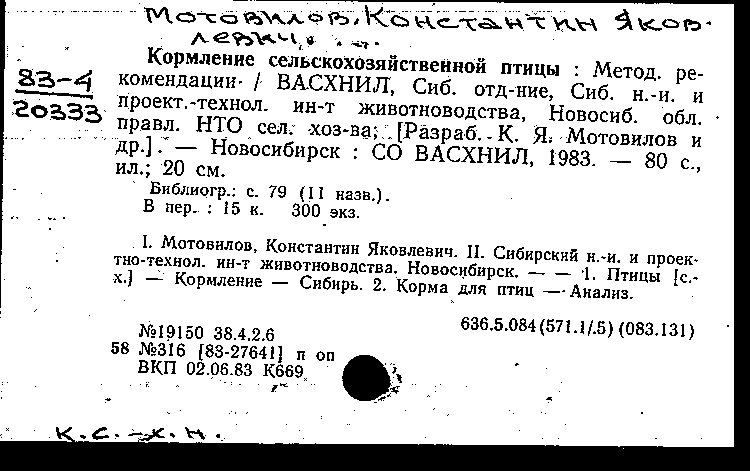 Мотовилов, Константин Яков-
левич, и ...
83-4
20333
Кормление сельскохозяйственной птицы : Метод. ре-
комендации / ВАСХНИЛ, Сиб. отд-ние, Сиб. н.-и. и
проект.-технол. ин-т животноводства, Новосиб. обл.
правл. НТО сел. хоз-ва; [Разраб. К. Я. Мотовилов и
др.]. — Новосибирск : СО ВАСХНИЛ, 1983. — 80 с.,
ил.; 20 см.
Библиогр.: с. 79 (11 назв.).
В пер. : 15 к. 300 экз.
I. Мотовилов, Константин Яковлевич. II. Сибирский н.-и. и проек-
тно-технол. ин-т животноводства. Новосибирск. — — 1. Птицы [с.-
х.] — Кормление — Сибирь. 2. Корма для птиц — Анализ.
636.5.084(571.1/.5)(083.131)
№19150 38.4.2.6
58 №316 [83-27641] п оп
ВКП 02.06.83 К669
к.с.-х.н.